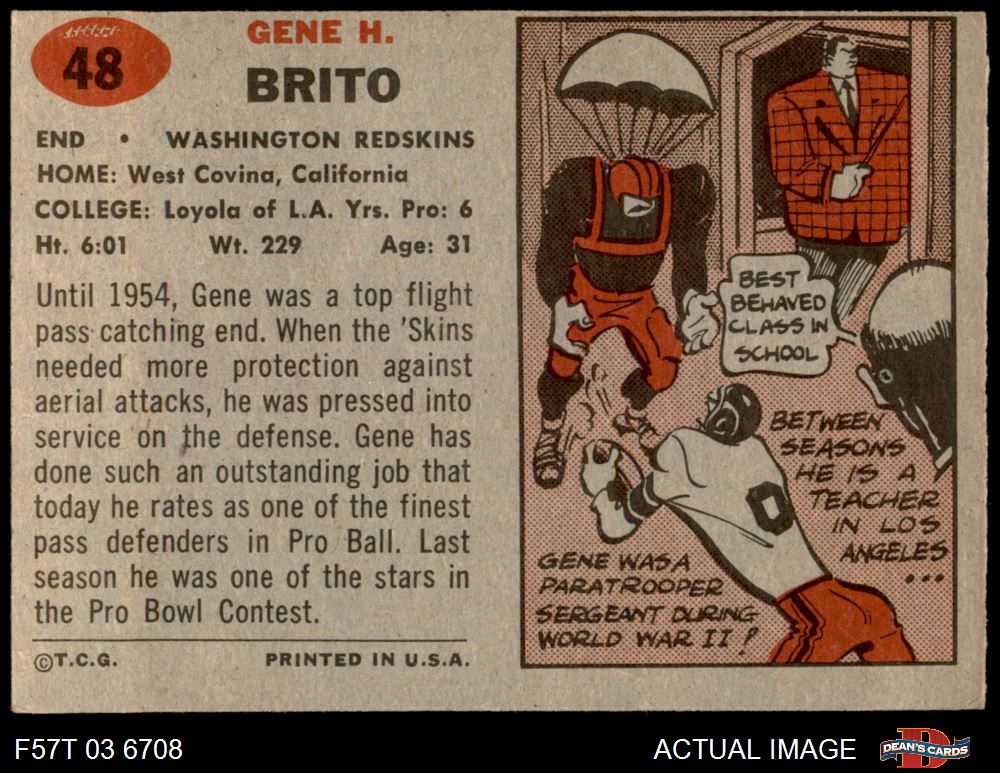 48
GENE H.
BRITO
END • WASHINGTON REDSKINS
HOME: West Covina, California
COLLEGE: Loyola of L.A. Yrs. Pro: 6
Ht. 6:01 Wt. 229 Age: 31
Until 1954, Gene was a top flight
pass catching end. When the 'Skins
needed more protection against
aerial attacks, he was pressed into
service on the defense. Gene has
done such an outstanding job that
today he rates as one of the finest
pass defenders in Pro Ball. Last
season he was one of the stars in
the Pro Bowl Contest.
©T.C.G. PRINTED IN U.S.A.
BEST
BEHAVED
CLASS IN
SCHOOL
BETWEEN
SEASONS
HE IS A
TEACHER
IN LOS
ANGELES
...
0
GENE WAS A
PARATROOPER
SERGEANT DURING
WORLD WAR II!
F57T 03 6708
ACTUAL IMAGE
DEAN'S CARDS